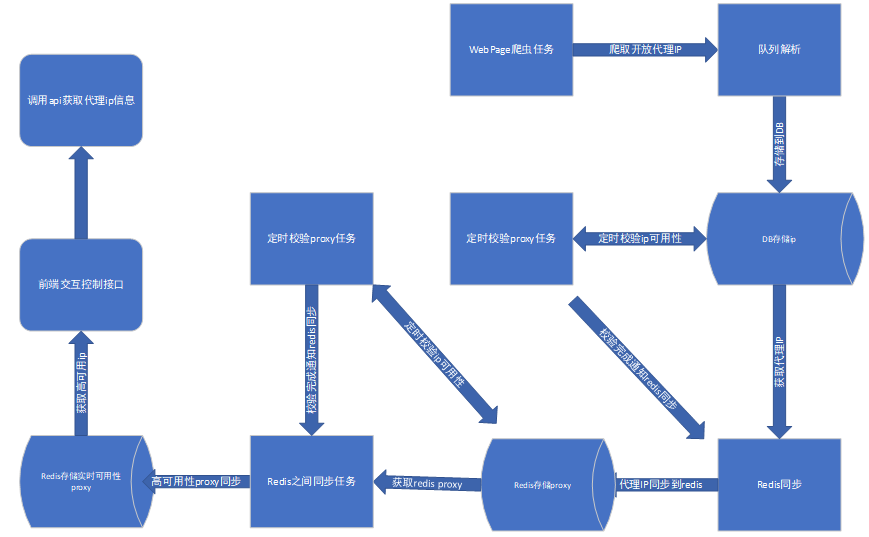 WebPage爬虫任务
爬取开放代理IP
队列解析
调用api获取代理ip信息
存储到DB
定时校验proxy任务
定时校验proxy任务
定时校验ip可用性
DB存储ip
前端交互控制接口
校验完成通知redis同步
定时校验ip可用性
校验完成通知redis同步
获取代理IP
获取高可用ip
Redis存储实时可用性
proxy
高可用性proxy同步
Redis之间同步任务
获取redis proxy
Redis存储proxy
代理IP同步到redis
Redis同步